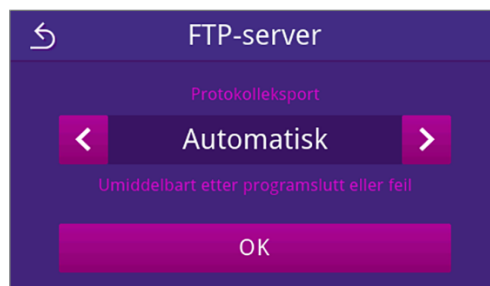 FTP-server
Protokolleksport
Automatisk
Umiddelbart etter programslutt eller feil
OK